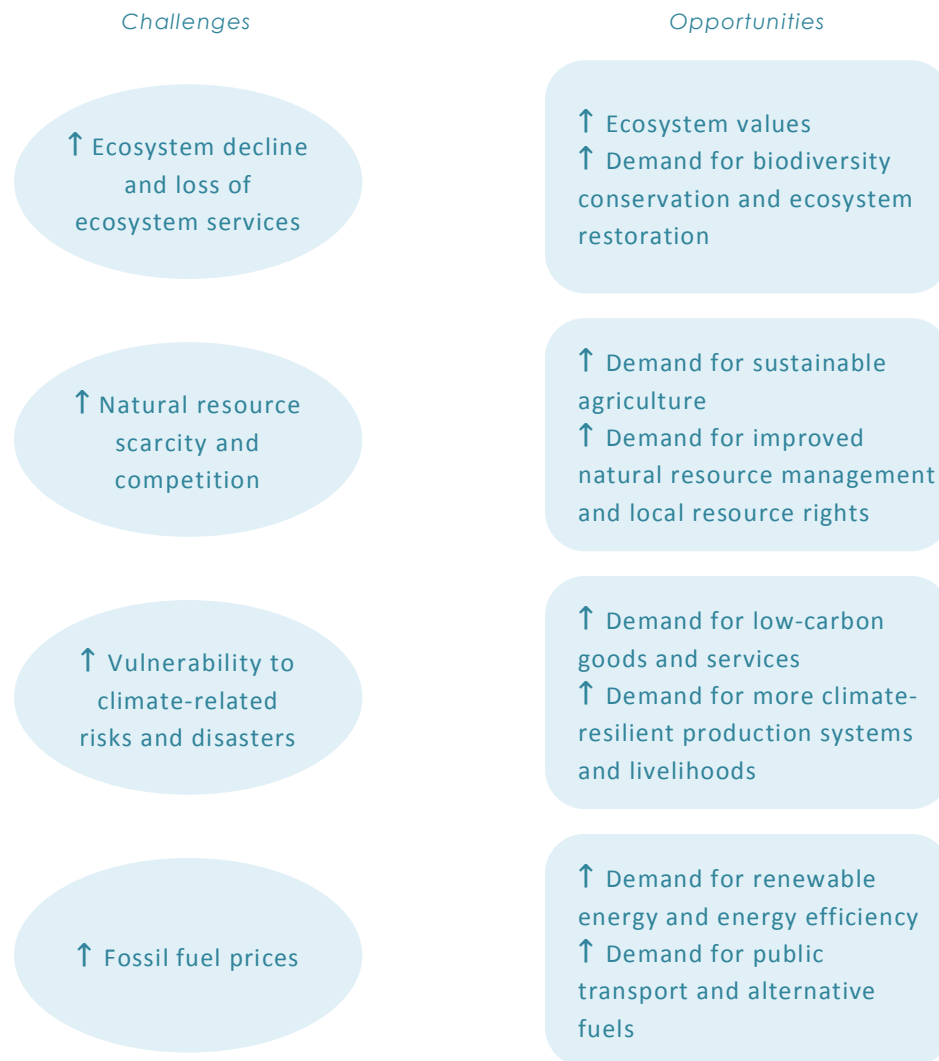 Challenges
Opportunities
↑ Ecosystem decline
and loss of
ecosystem services
↑ Ecosystem values
↑ Demand for biodiversity
conservation and ecosystem
restoration
↑ Natural resource
scarcity and
competition
↑ Demand for sustainable
agriculture
↑ Demand for improved
natural resource management
and local resource rights
↑ Vulnerability to
climate-related
risks and disasters
↑ Demand for low-carbon
goods and services
↑ Demand for more climate-
resilient production systems
and livelihoods
↑ Fossil fuel prices
↑ Demand for renewable
energy and energy efficiency
↑ Demand for public
transport and alternative
fuels